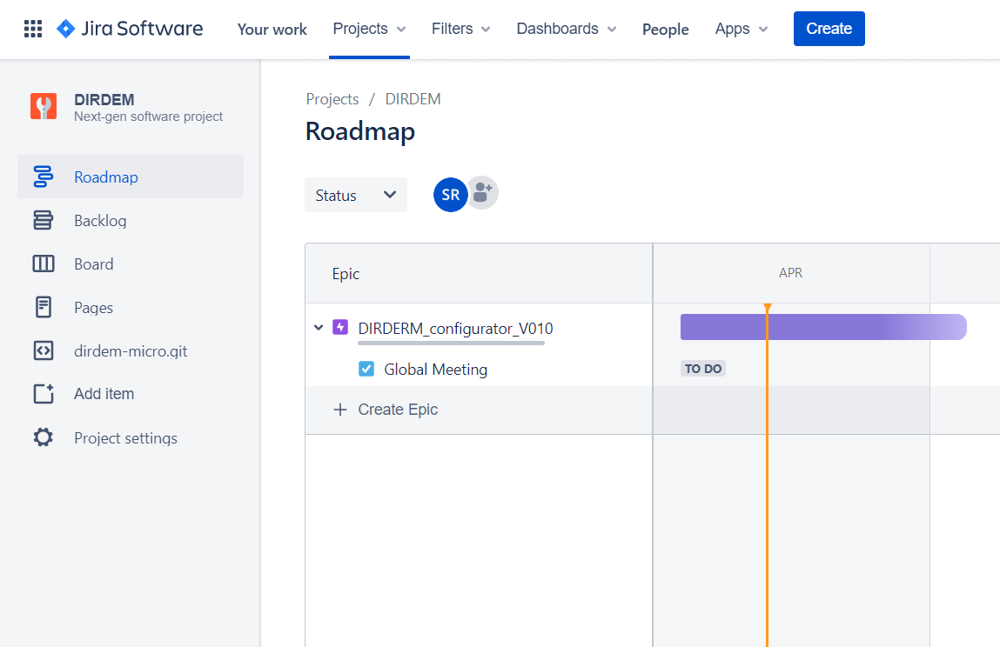 Jira Software Your work Projects Filters Dashboards People Apps Create
DIRDEM
Next-gen software project
Roadmap
Backlog
Board
Pages
dirdem-micro.git
Add item
Project settings
Projects / DIRDEM
Roadmap
Status SR
Epic APR
DIRDERM_configurator_V010
Global Meeting TO DO
Create Epic